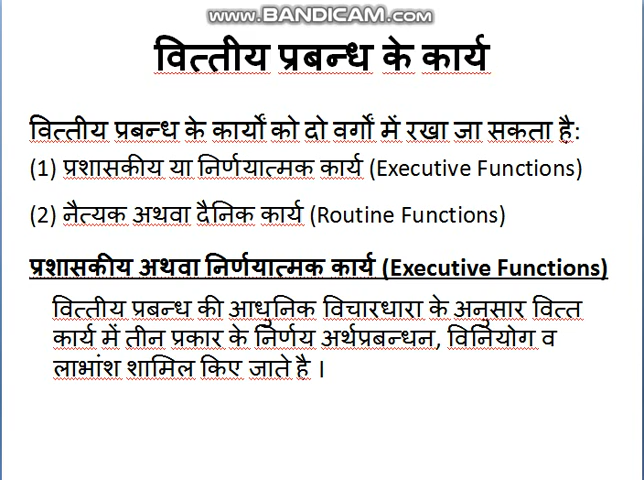 www.BANDICAM.com
वित्तीय प्रबन्ध के कार्य
वित्तीय प्रबन्ध के कार्यों को दो वर्गों में रखा जा सकता है:
(1) प्रशासकीय या निर्णयात्मक कार्य (Executive Functions)
(2) नैत्यक अथवा दैनिक कार्य (Routine Functions)
प्रशासकीय अथवा निर्णयात्मक कार्य (Executive Functions)
वित्तीय प्रबन्ध की आधुनिक विचारधारा के अनुसार वित्त
कार्य में तीन प्रकार के निर्णय अर्थप्रबन्धन, विनियोग व
लाभांश शामिल किए जाते है ।